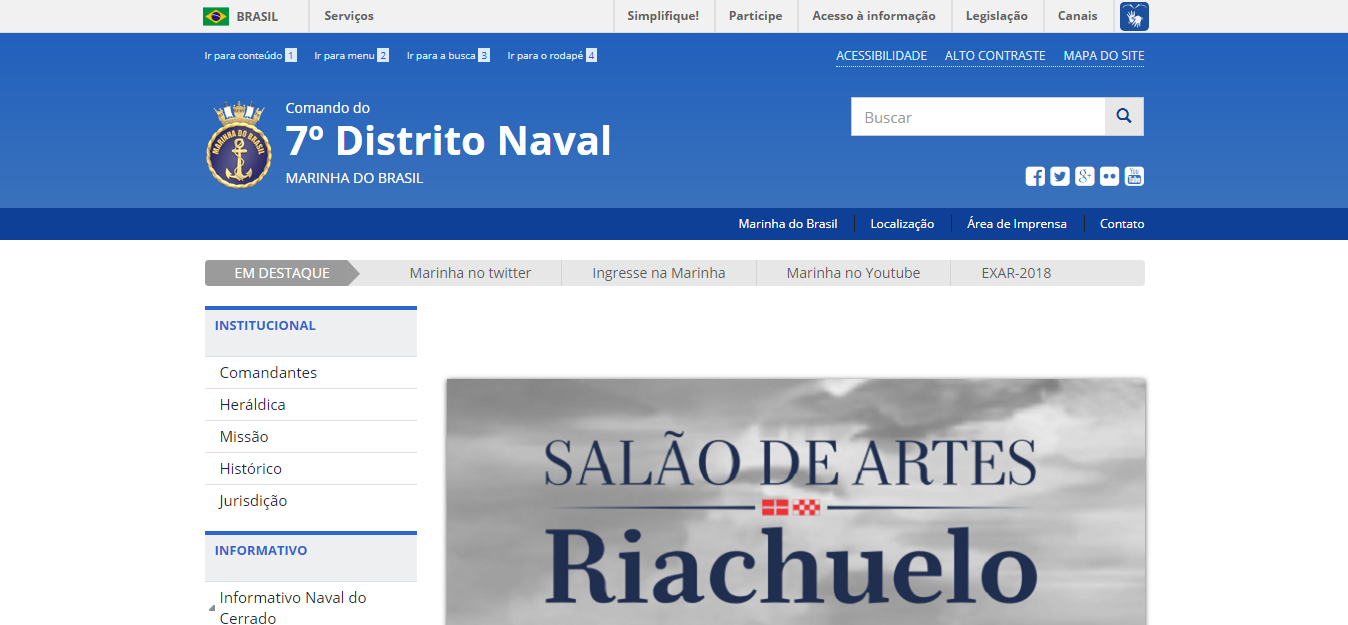 BRASIL Serviços Simplifique! Participe Acesso à informação Legislação Canais
Ir para conteúdo 1 Ir para menu 2 Ir para a busca 3 Ir para o rodapé 4 ACESSIBILIDADE ALTO CONTRASTE MAPA DO SITE
MARINHA DO BRASIL
Comando do
7º Distrito Naval
MARINHA DO BRASIL
Buscar
You
Tube
Marinha do Brasil Localização Área de Imprensa Contato
EM DESTAQUE Marinha no twitter Ingresse na Marinha Marinha no Youtube EXAR-2018
INSTITUCIONAL
Comandantes
Heráldica
Missão
Histórico
Jurisdição
INFORMATIVO
Informativo Naval do
Cerrado
SALÃO DE ARTES
Riachuelo